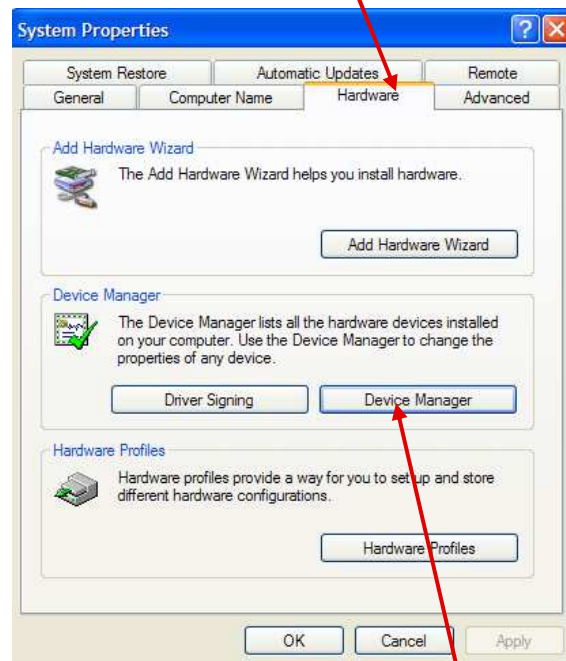 System Properties
System Restore Automatic Updates Remote
General Computer Name Hardware Advanced
Add Hardware Wizard
The Add Hardware Wizard helps you install hardware.
Add Hardware Wizard
Device Manager
The Device Manager lists all the hardware devices installed
on your computer. Use the Device Manager to change the
properties of any device.
Driver Signing Device Manager
Hardware Profiles
Hardware profiles provide a way for you to set up and store
different hardware configurations.
Hardware Profiles
OK Cancel Apply